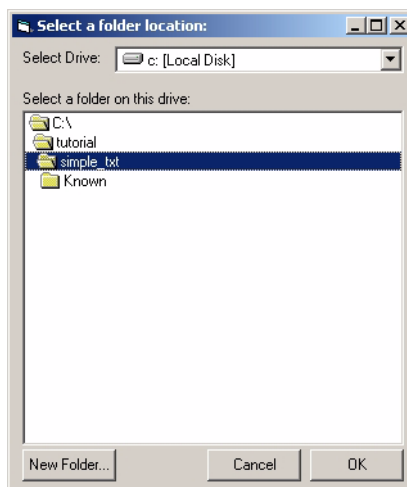 Select a folder location:
Select Drive: c: [Local Disk]
Select a folder on this drive:
C:\
tutorial
simple_txt
Known
New Folder... Cancel OK